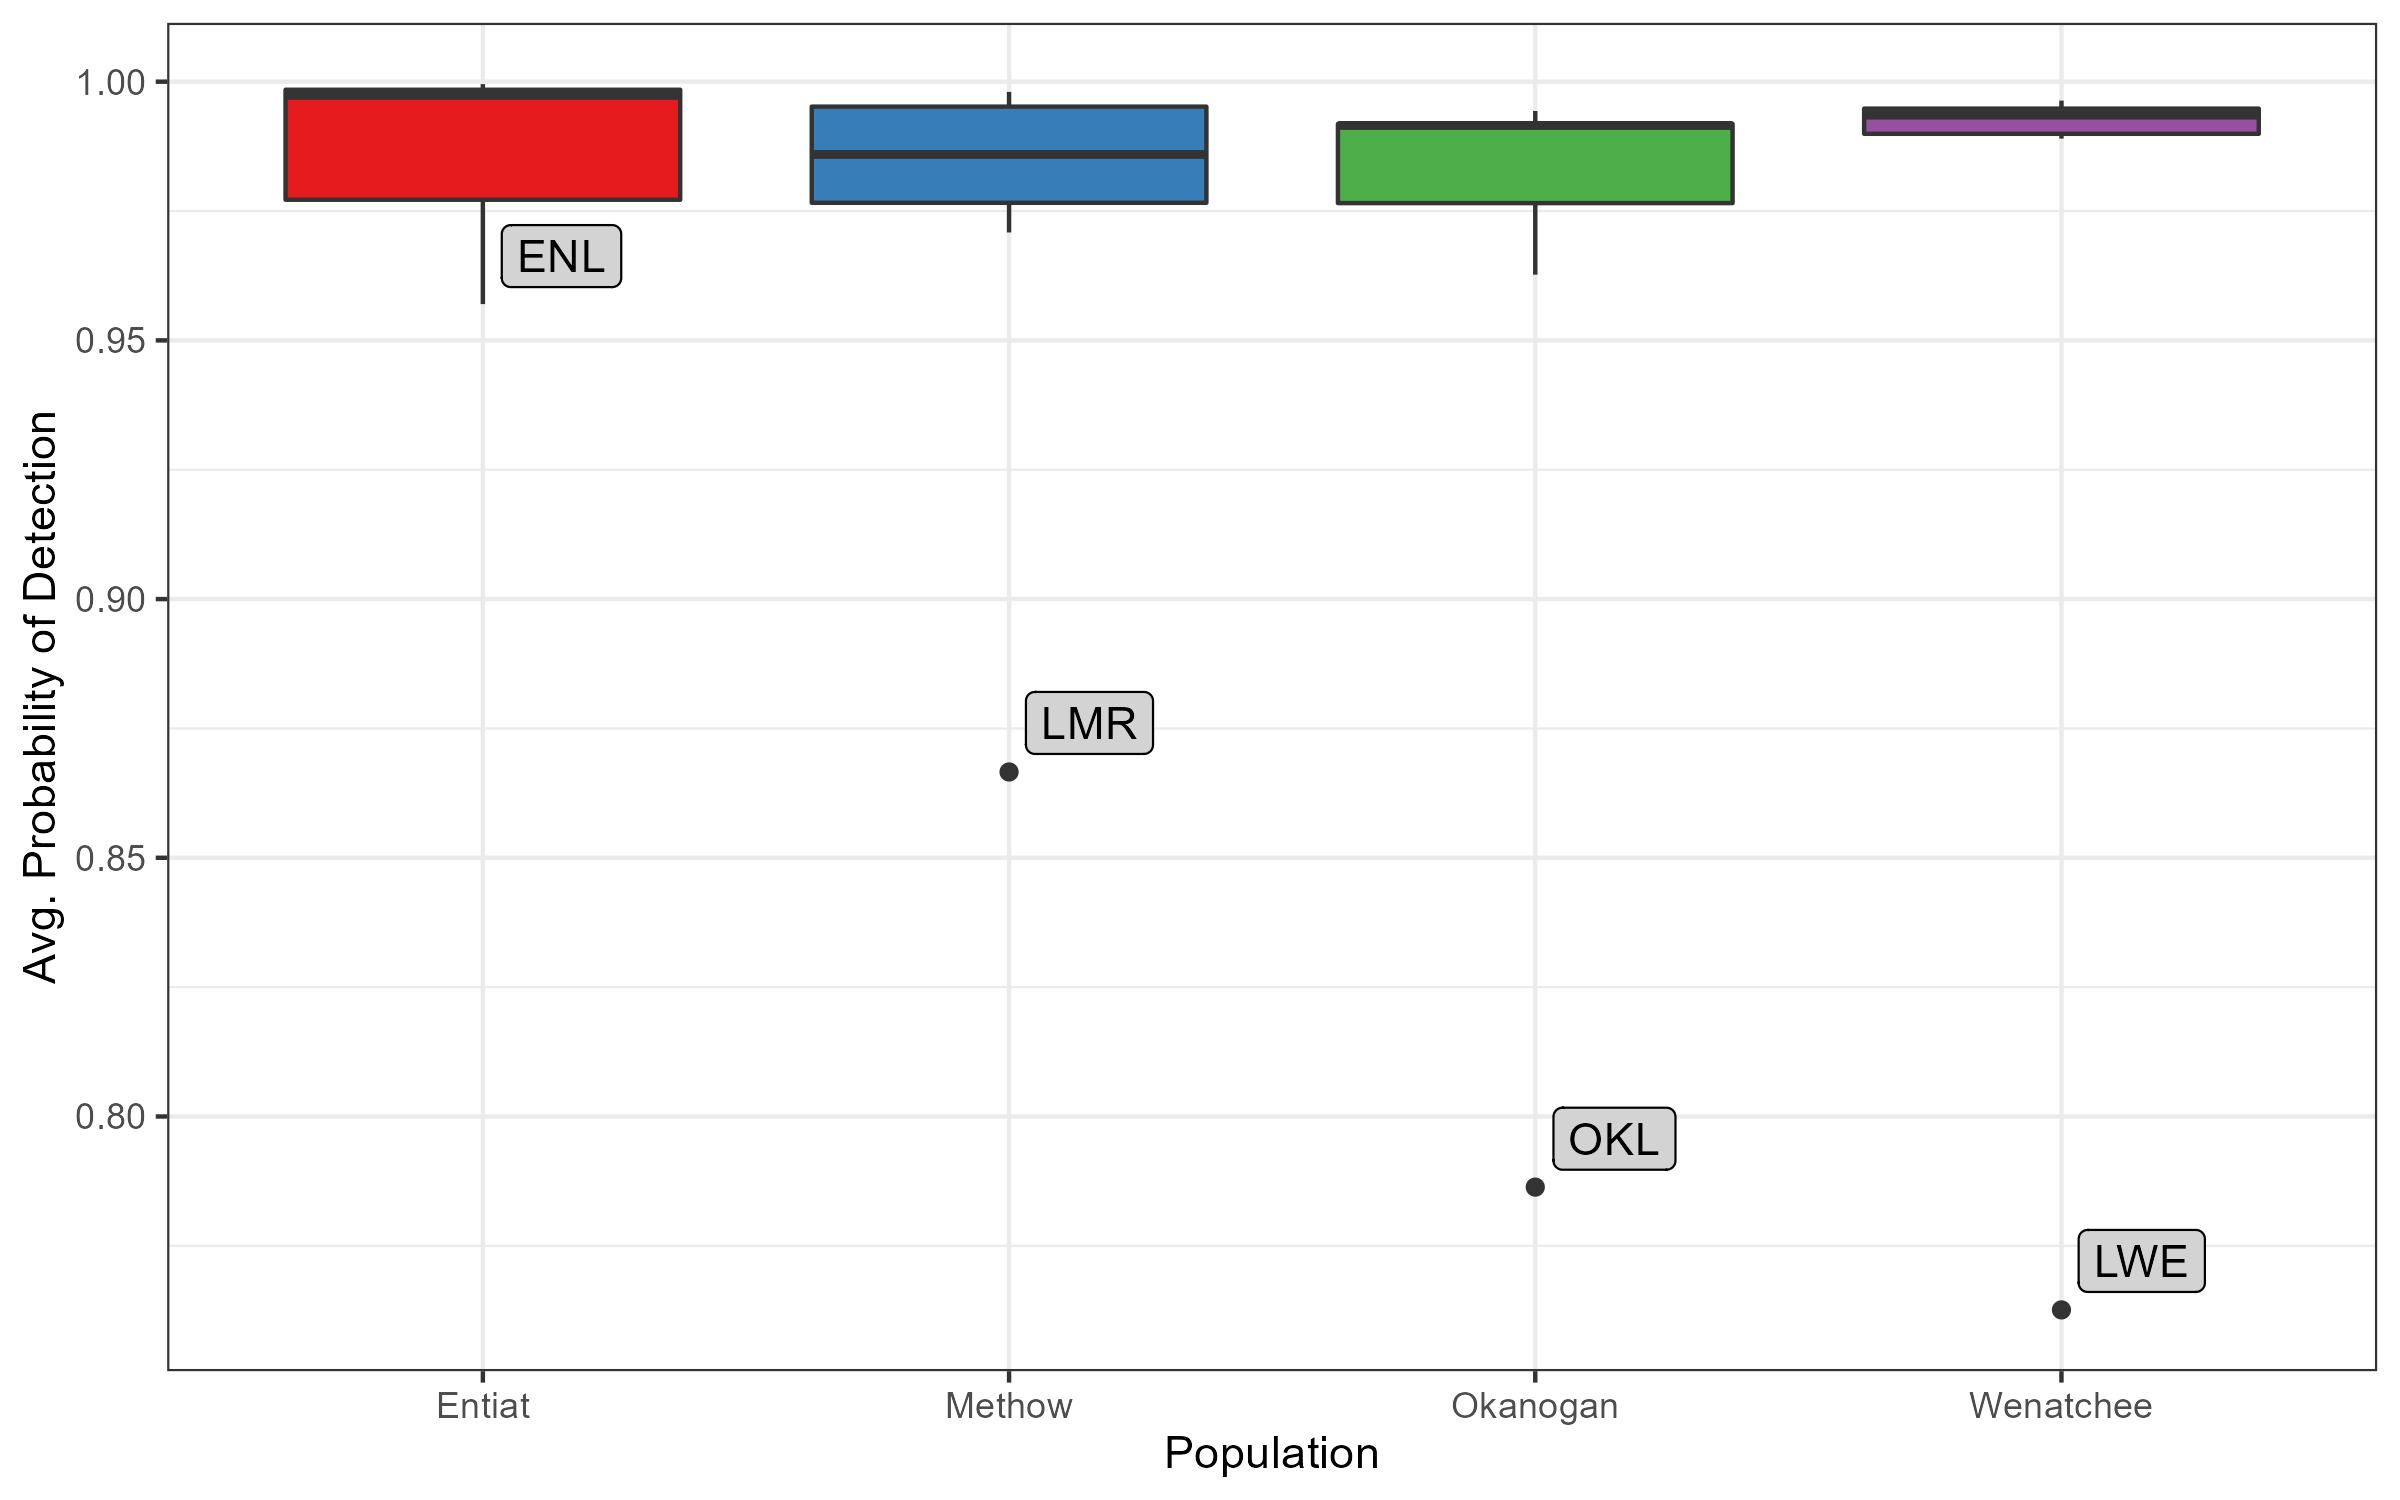 Avg. Probability of Detection
1.00
0.95
0.90
0.85
0.80
ENL
LMR
OKL
LWE
Entiat
Methow
Okanogan
Wenatchee
Population